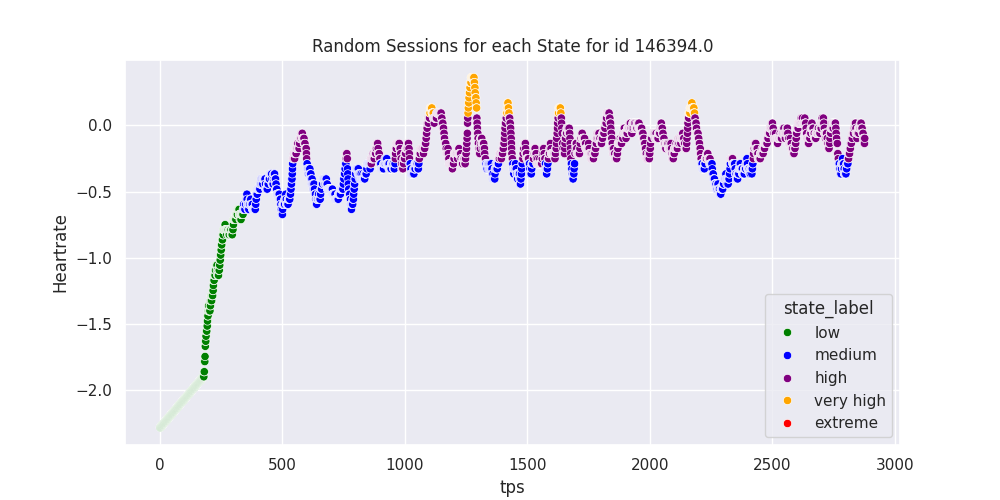 Random Sessions for each State for id 146394.0
Heartrate
0.0
−0.5
−1.0
−1.5
−2.0
0
500
1000
1500
2000
2500
3000
tps
state_label
low
medium
high
very high
extreme